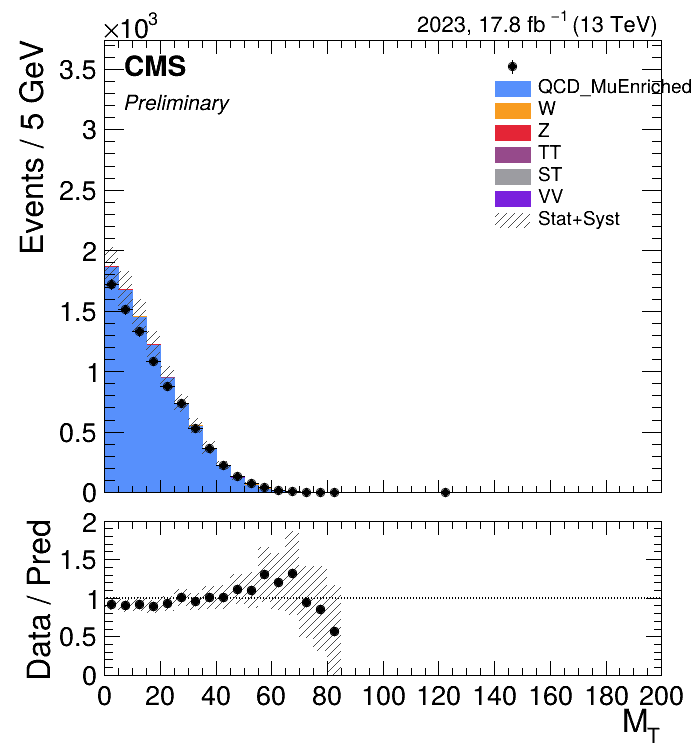 ×10³
2023, 17.8 fb⁻¹ (13 TeV)
CMS
Preliminary
QCD_MuEnriched
W
Z
TT
ST
VV
Stat+Syst
Events / 5 GeV
3.5
3
2.5
2
1.5
1
0.5
0
Data / Pred
2
1.5
1
0.5
0
0 20 40 60 80 100 120 140 160 180 200
M_T